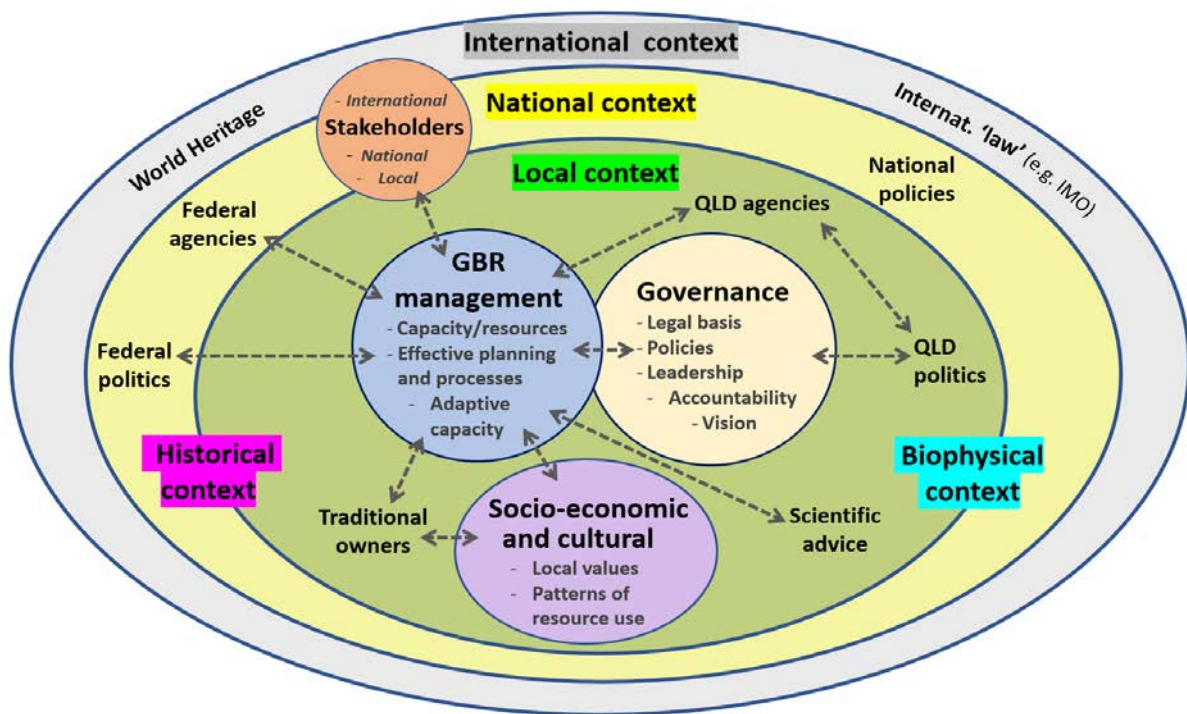 International context
World Heritage
Internat. ‘law’ (e.g. IMO)
- International
Stakeholders
- National
- Local
National context
National
policies
Local context
Federal
agencies
QLD agencies
GBR
management
- Capacity/resources
- Effective planning
and processes
- Adaptive
capacity
Governance
- Legal basis
- Policies
- Leadership
- Accountability
- Vision
Federal
politics
QLD
politics
Historical
context
Biophysical
context
Traditional
owners
Socio-economic
and cultural
- Local values
- Patterns of
resource use
Scientific
advice